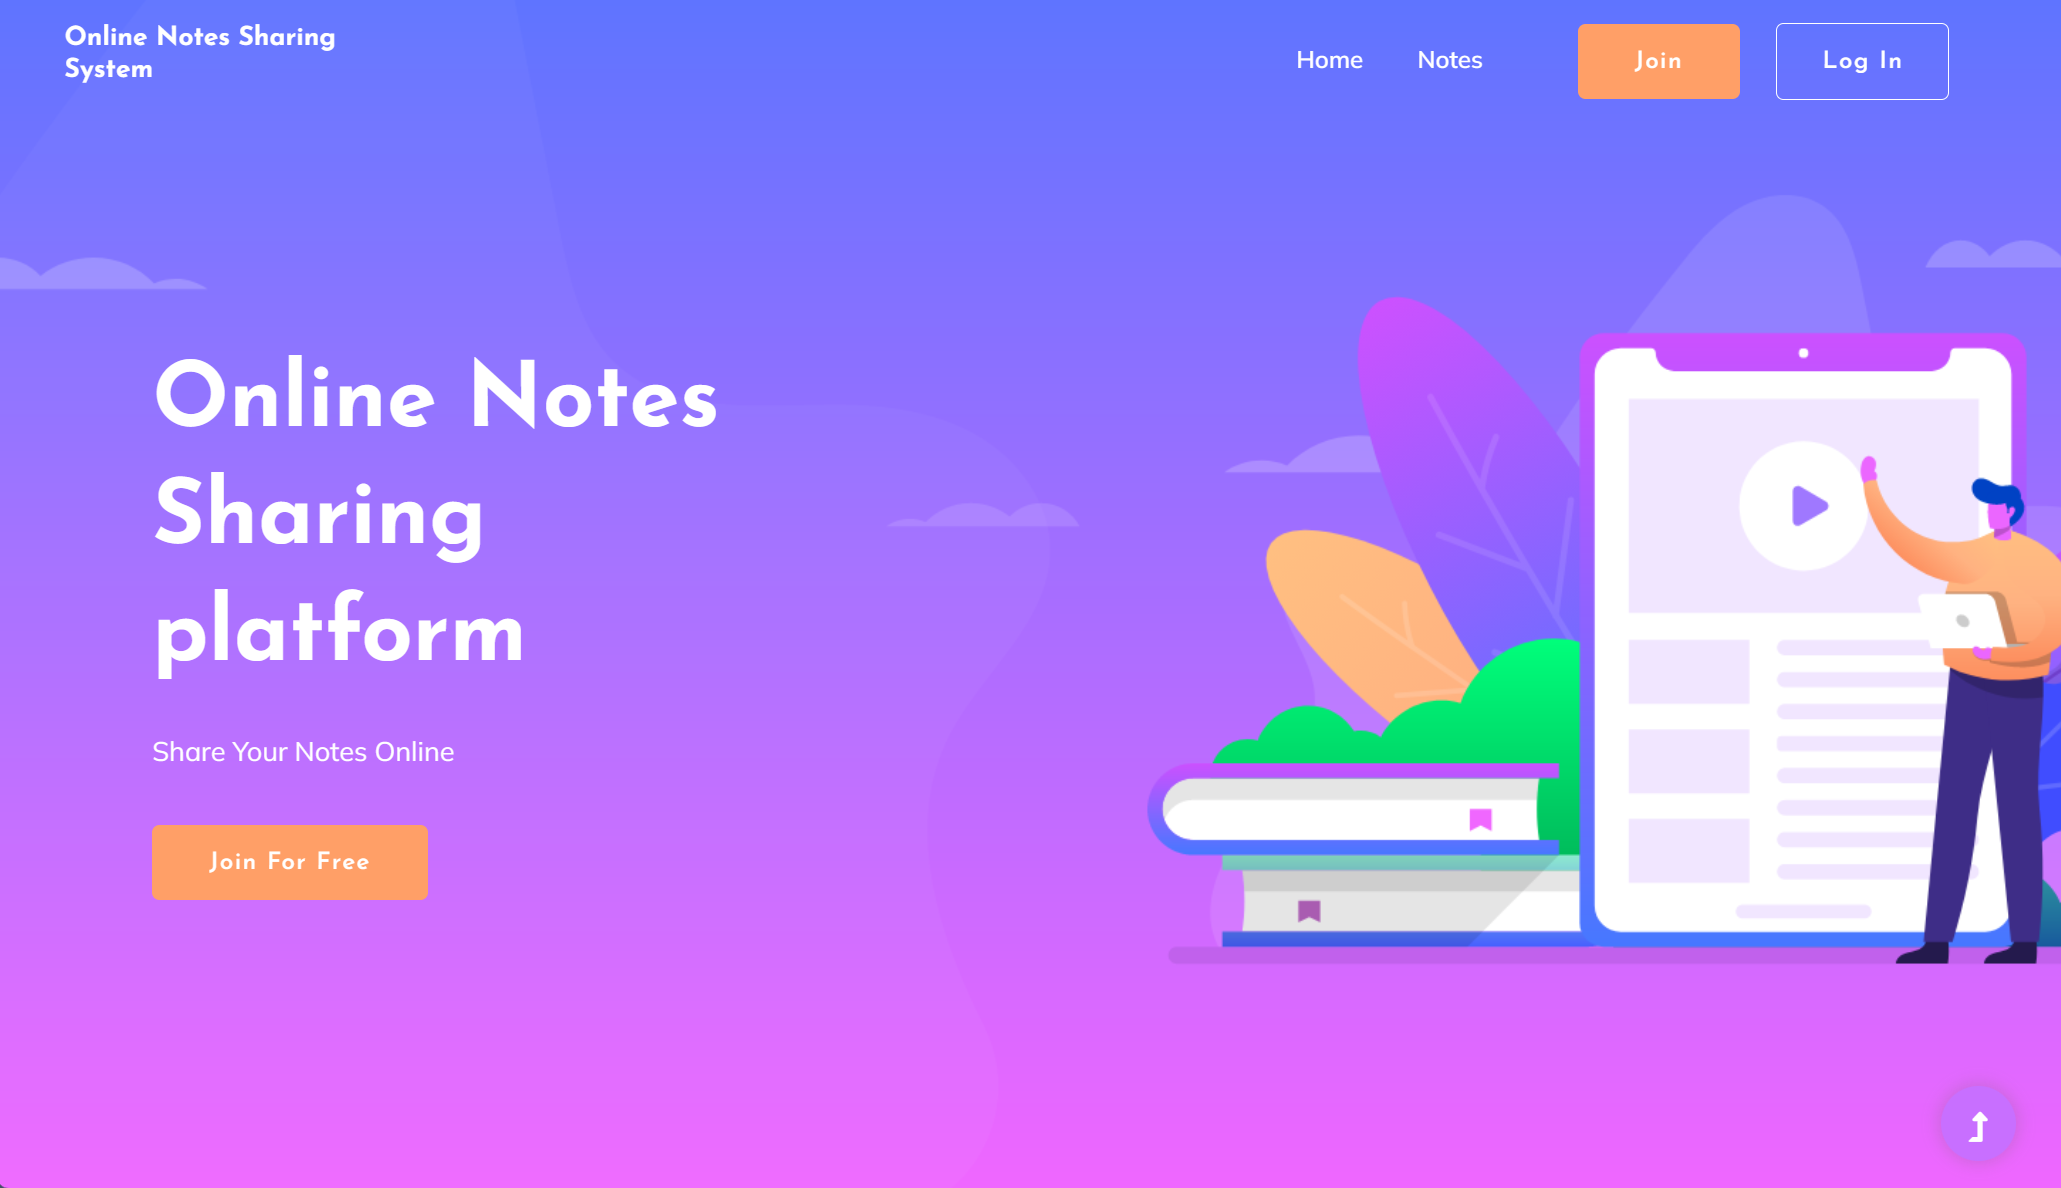 Online Notes Sharing
System
Home
Notes
Join
Log In
Online Notes
Sharing
platform
Share Your Notes Online
Join For Free